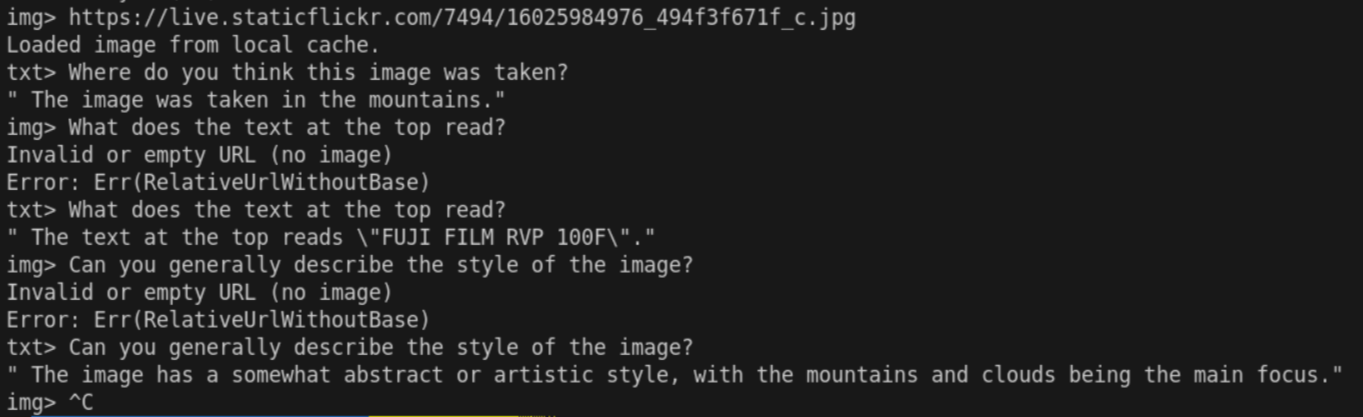 img> https://live.staticflickr.com/7494/16025984976_494f3f671f_c.jpg
Loaded image from local cache.
txt> Where do you think this image was taken?
" The image was taken in the mountains."
img> What does the text at the top read?
Invalid or empty URL (no image)
Error: Err(RelativeUrlWithoutBase)
txt> What does the text at the top read?
" The text at the top reads \"FUJI FILM RVP 100F\"."
img> Can you generally describe the style of the image?
Invalid or empty URL (no image)
Error: Err(RelativeUrlWithoutBase)
txt> Can you generally describe the style of the image?
" The image has a somewhat abstract or artistic style, with the mountains and clouds being the main focus."
img> ^C